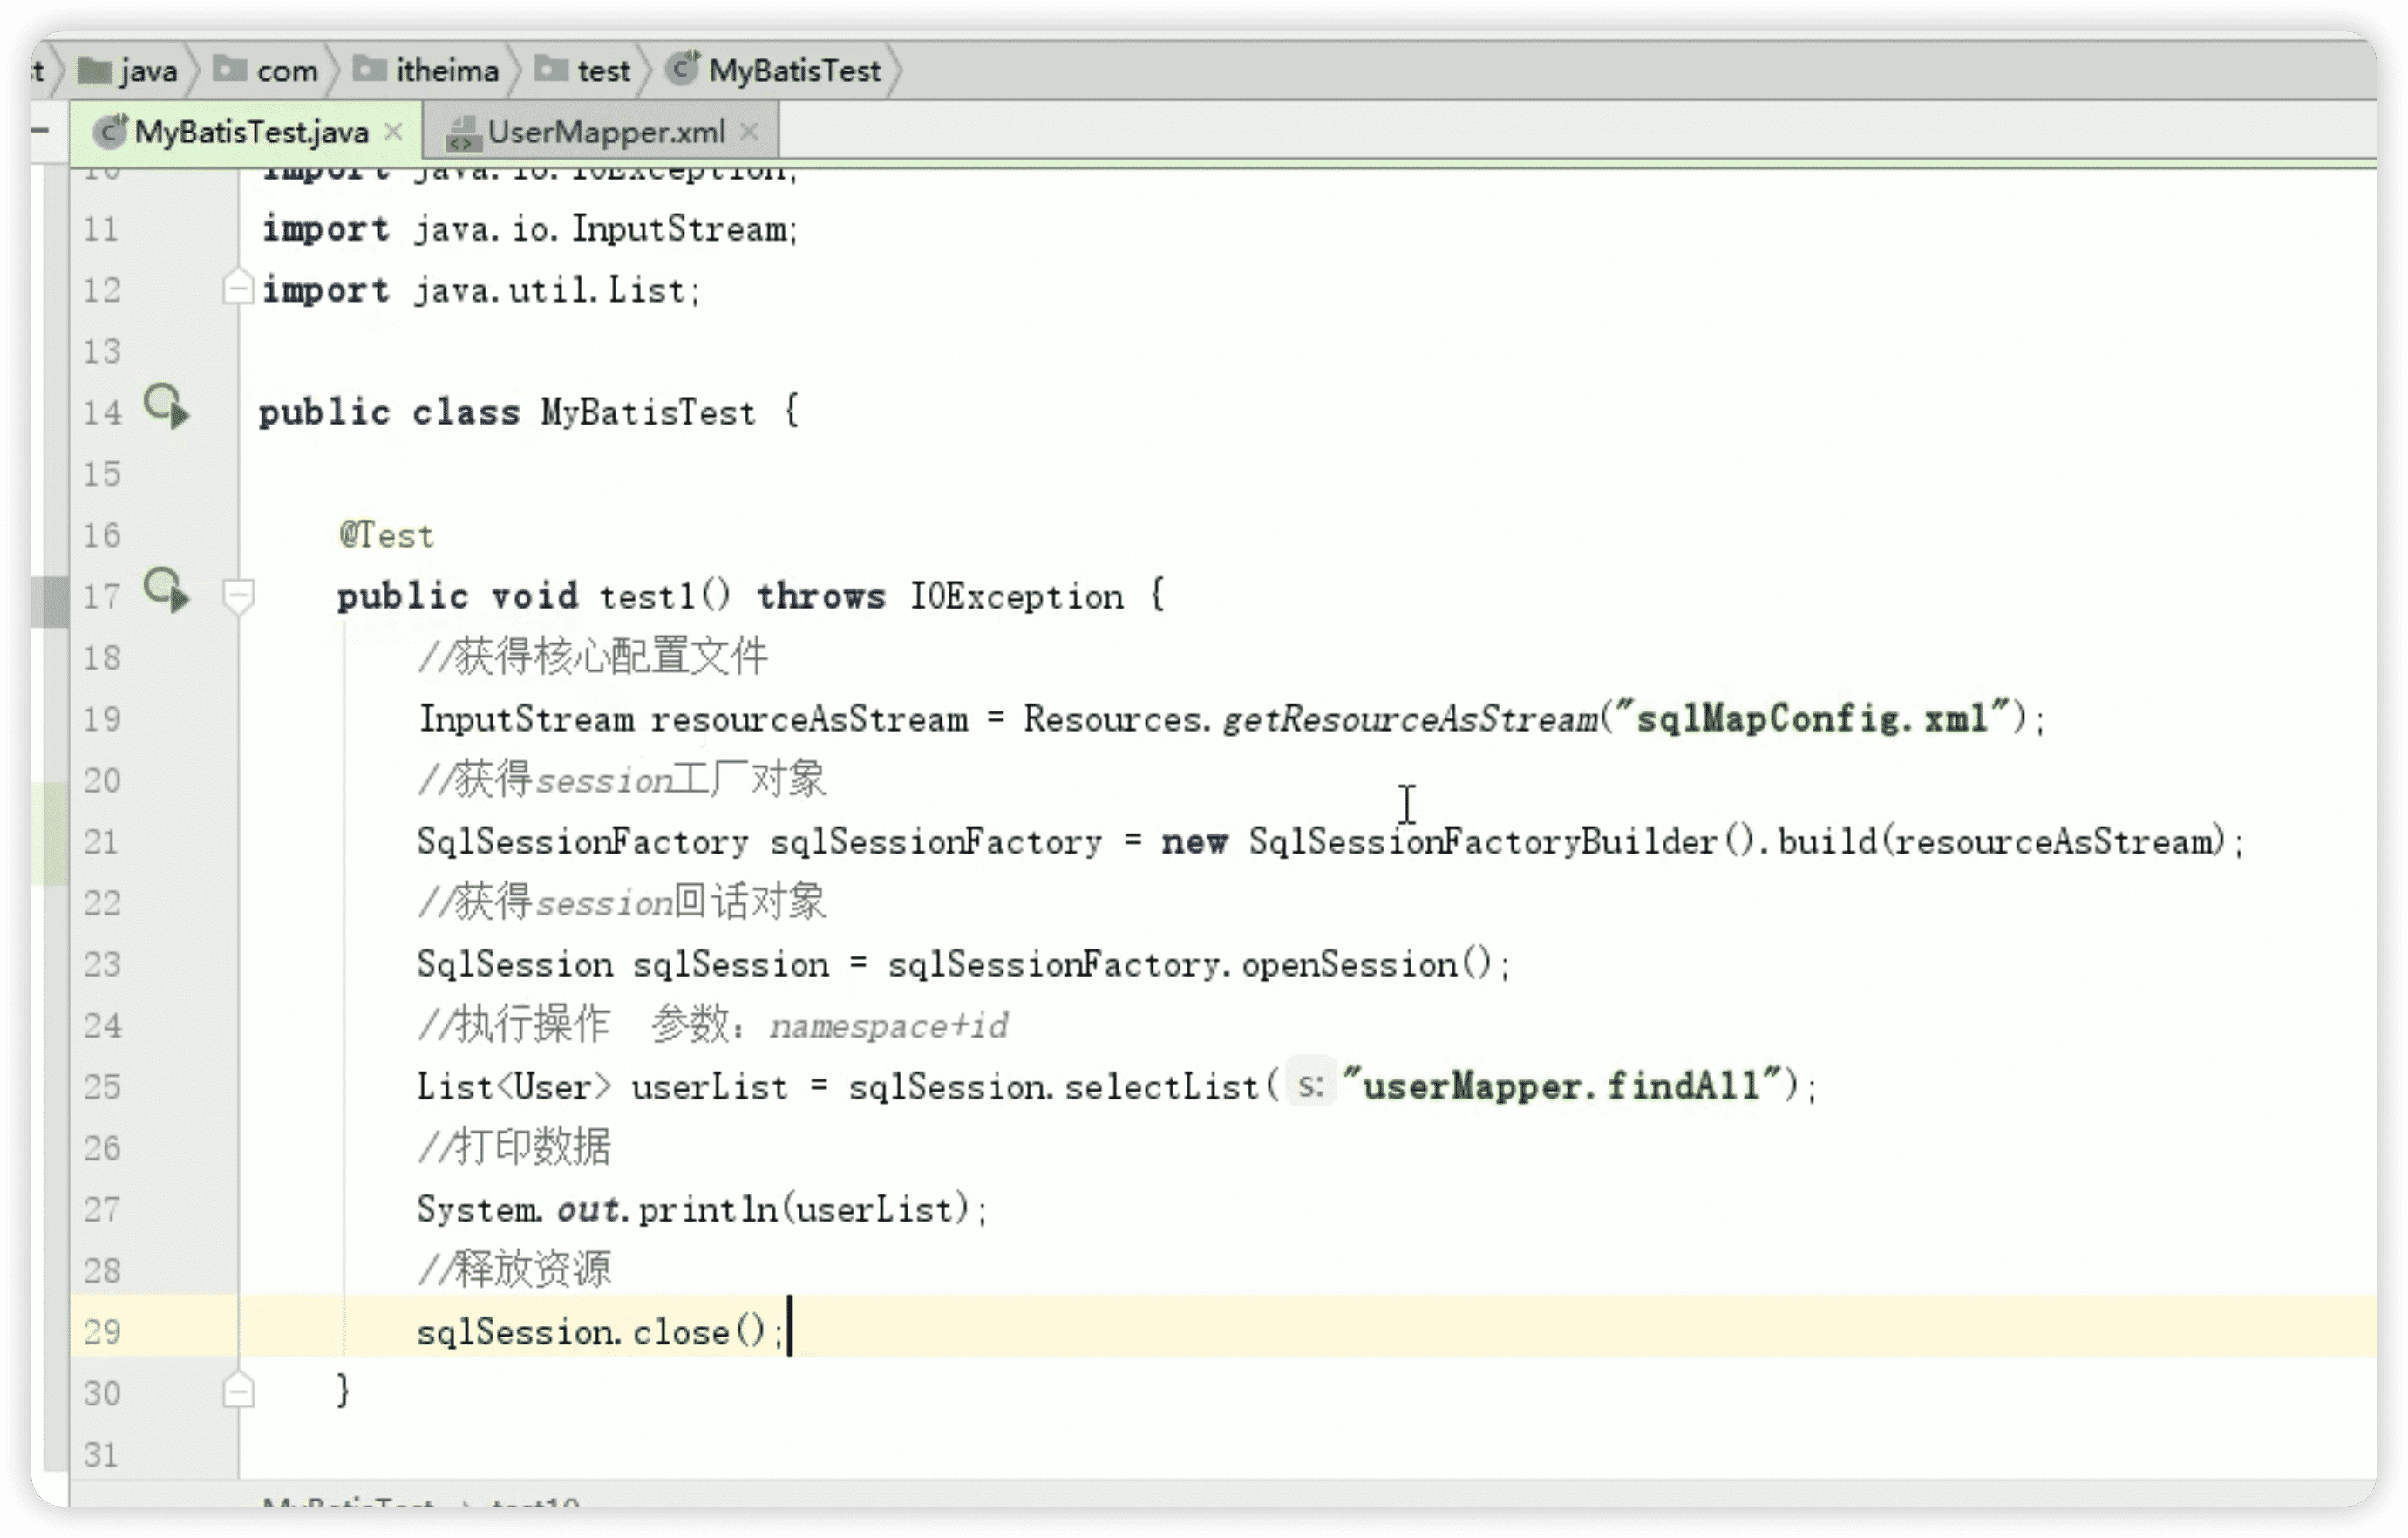 t java com itheima test MyBatisTest
MyBatisTest.java UserMapper.xml
10 import java.io.IOException;
11 import java.io.InputStream;
12 import java.util.List;
13
14 public class MyBatisTest {
15
16 @Test
17 public void test1() throws IOException {
18 //获得核心配置文件
19 InputStream resourceAsStream = Resources.getResourceAsStream("sqlMapConfig.xml");
20 //获得session工厂对象
21 SqlSessionFactory sqlSessionFactory = new SqlSessionFactoryBuilder().build(resourceAsStream);
22 //获得session回话对象
23 SqlSession sqlSession = sqlSessionFactory.openSession();
24 //执行操作 参数：namespace+id
25 List<User> userList = sqlSession.selectList( s: "userMapper.findAll");
26 //打印数据
27 System.out.println(userList);
28 //释放资源
29 sqlSession.close();
30 }
31
MyBatisTest test1()